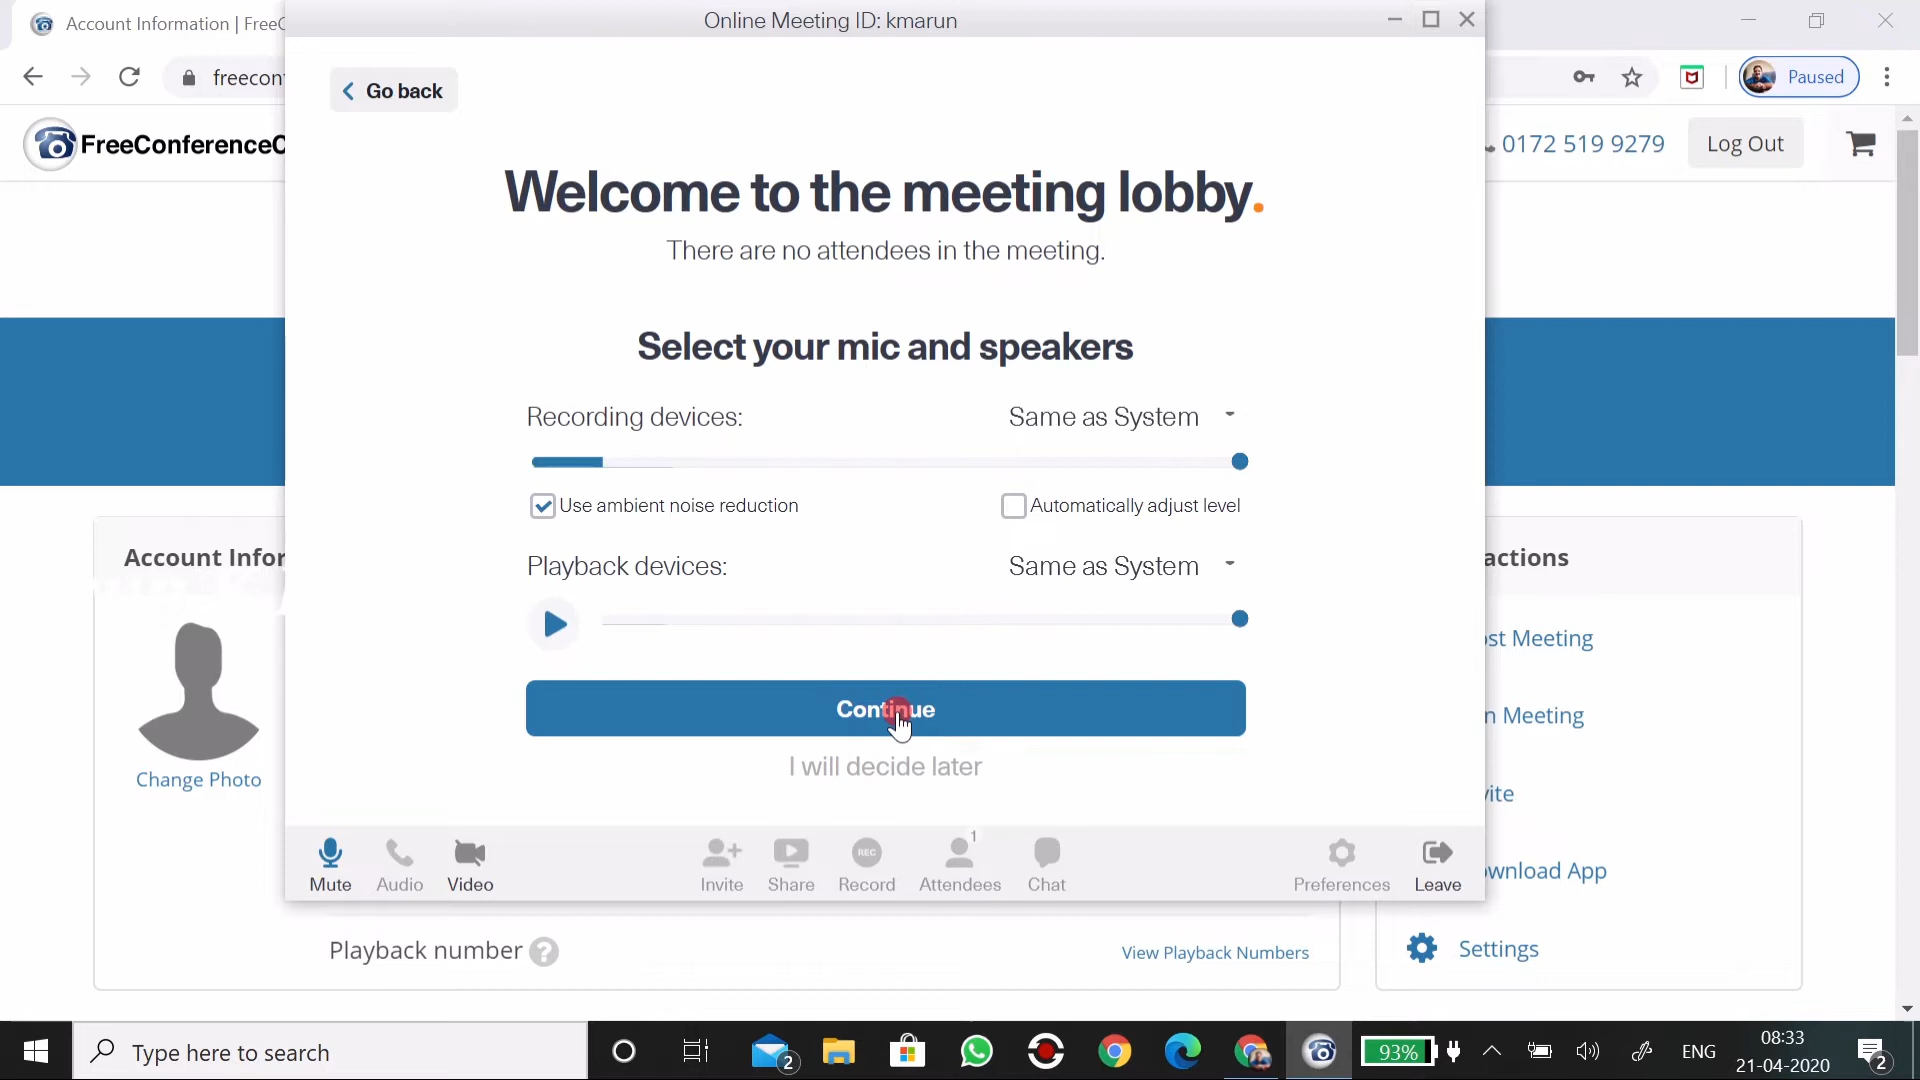 Account Information | FreeC
Online Meeting ID: kmarun
freecon
Paused
Go back
FreeConferenceC
0172 519 9279
Log Out
Welcome to the meeting lobby.
There are no attendees in the meeting.
Select your mic and speakers
Recording devices: Same as System
Use ambient noise reduction Automatically adjust level
Account Infor
actions
Playback devices: Same as System
st Meeting
Continue
n Meeting
I will decide later
Change Photo
ite
1
REC
Mute Audio Video Invite Share Record Attendees Chat Preferences Leave
wnload App
Playback number ?
View Playback Numbers
Settings
Type here to search
2
93%
ENG
08:33
21-04-2020
2